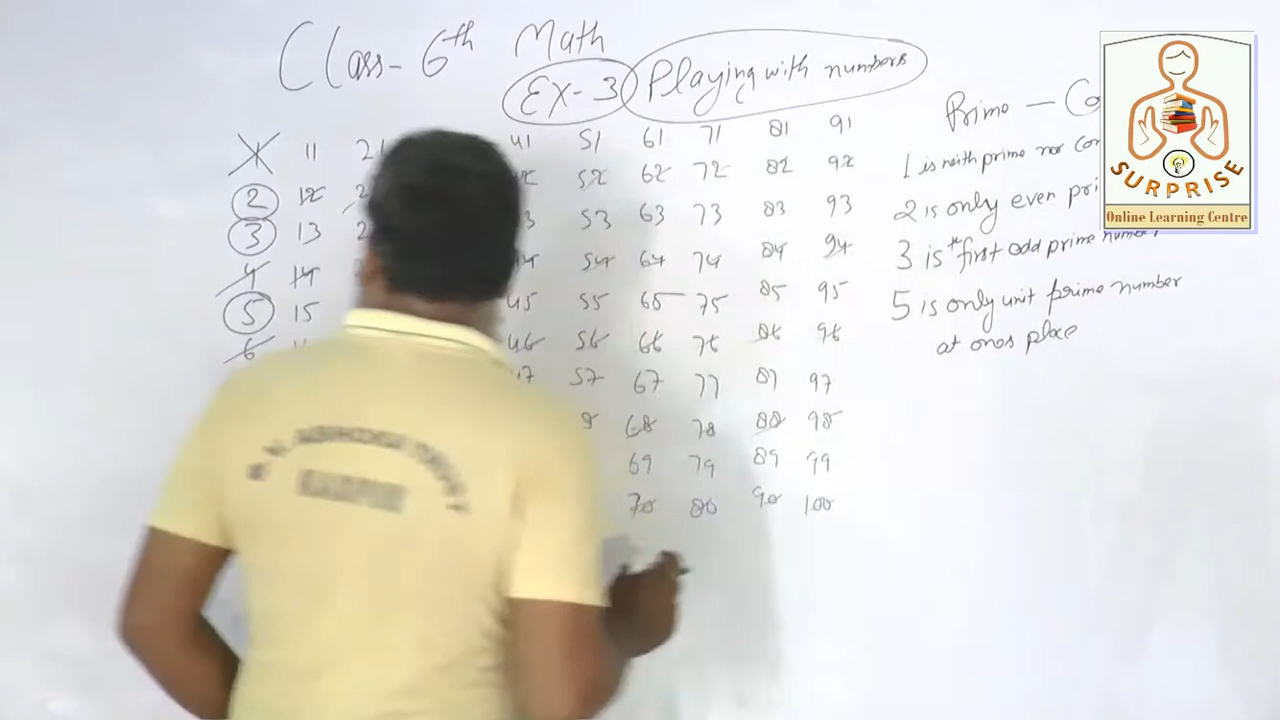 Class- 6th Math
Ex-3 Playing with numbers
1 11 21 41 51 61 71 81 91
2 12 52 62 72 82 92
3 13 53 63 73 83 93
4 14 54 64 74 84 94
5 15 45 55 65 75 85 95
6 46 56 66 76 86 96
57 67 77 87 97
68 78 88 98
69 79 89 99
70 80 90 100
Prime -
1 is neith prime nor
2 is only even
3 is first odd prime number
5 is only unit prime number
at ones place
SURPRISE
Online Learning Centre